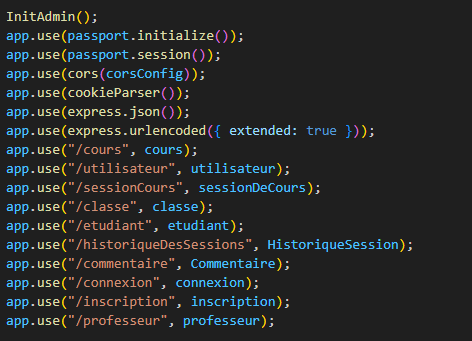 InitAdmin();
app.use(passport.initialize());
app.use(passport.session());
app.use(cors(corsConfig));
app.use(cookieParser());
app.use(express.json());
app.use(express.urlencoded({ extended: true }));
app.use("/cours", cours);
app.use("/utilisateur", utilisateur);
app.use("/sessionCours", sessionDeCours);
app.use("/classe", classe);
app.use("/etudiant", etudiant);
app.use("/historiqueDesSessions", HistoriqueSession);
app.use("/commentaire", Commentaire);
app.use("/connexion", connexion);
app.use("/inscription", inscription);
app.use("/professeur", professeur);